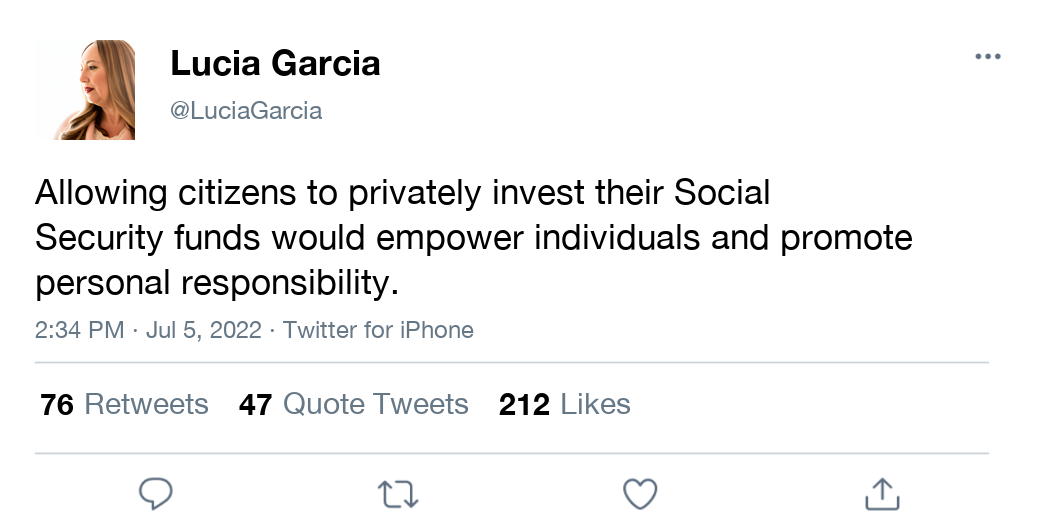 Lucia Garcia
@LuciaGarcia
Allowing citizens to privately invest their Social
Security funds would empower individuals and promote
personal responsibility.
2:34 PM · Jul 5, 2022 · Twitter for iPhone
76 Retweets 47 Quote Tweets 212 Likes